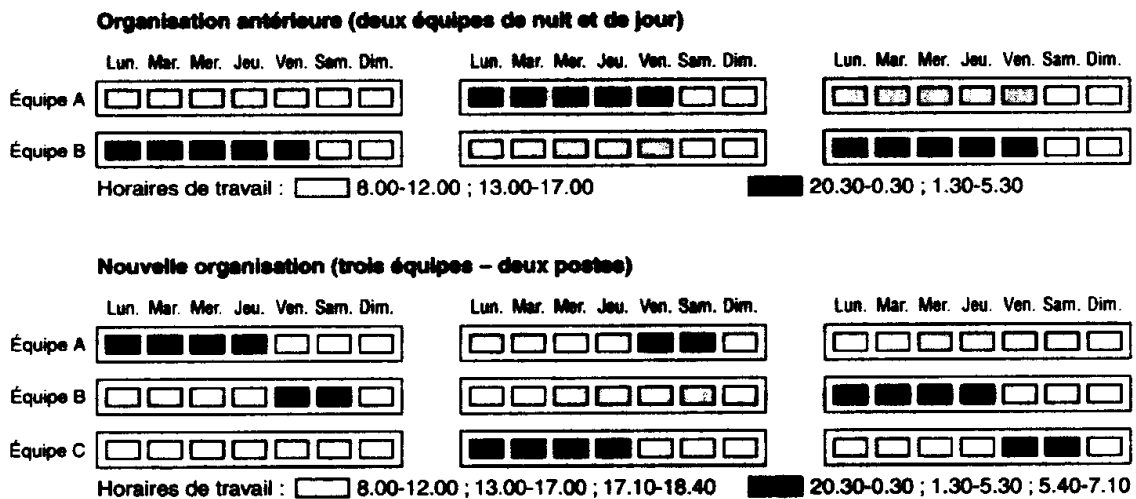 Organisation antérieure (deux équipes de nuit et de jour)
Lun. Mar. Mer. Jeu. Ven. Sam. Dim. Lun. Mar. Mer. Jeu. Ven. Sam. Dim. Lun. Mar. Mer. Jeu. Ven. Sam. Dim.
Équipe A
Équipe B
Horaires de travail : 8.00-12.00 ; 13.00-17.00 20.30-0.30 ; 1.30-5.30
Nouvelle organisation (trois équipes – deux postes)
Lun. Mar. Mer. Jeu. Ven. Sam. Dim. Lun. Mar. Mer. Jeu. Ven. Sam. Dim. Lun. Mar. Mer. Jeu. Ven. Sam. Dim.
Équipe A
Équipe B
Équipe C
Horaires de travail : 8.00-12.00 ; 13.00-17.00 ; 17.10-18.40 20.30-0.30 ; 1.30-5.30 ; 5.40-7.10